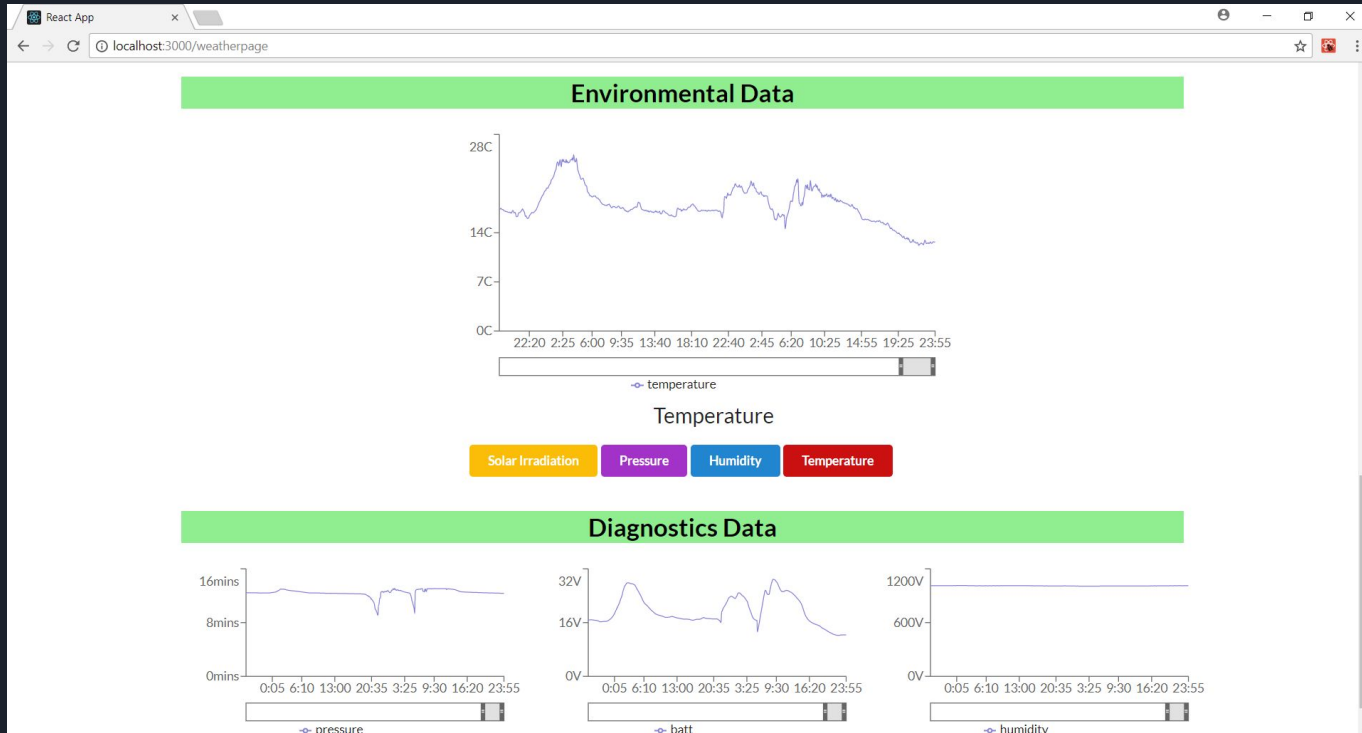 React App
localhost:3000/weatherpage
Environmental Data
28C
14C
7C
0C
22:20 2:25 6:00 9:35 13:40 18:10 22:40 2:45 6:20 10:25 14:55 19:25 23:55
temperature
Temperature
Solar Irradiation Pressure Humidity Temperature
Diagnostics Data
16mins
8mins
0mins
0:05 6:10 13:00 20:35 3:25 9:30 16:20 23:55
pressure
32V
16V
0V
0:05 6:10 13:00 20:35 3:25 9:30 16:20 23:55
batt
1200V
600V
0V
0:05 6:10 13:00 20:35 3:25 9:30 16:20 23:55
humidity